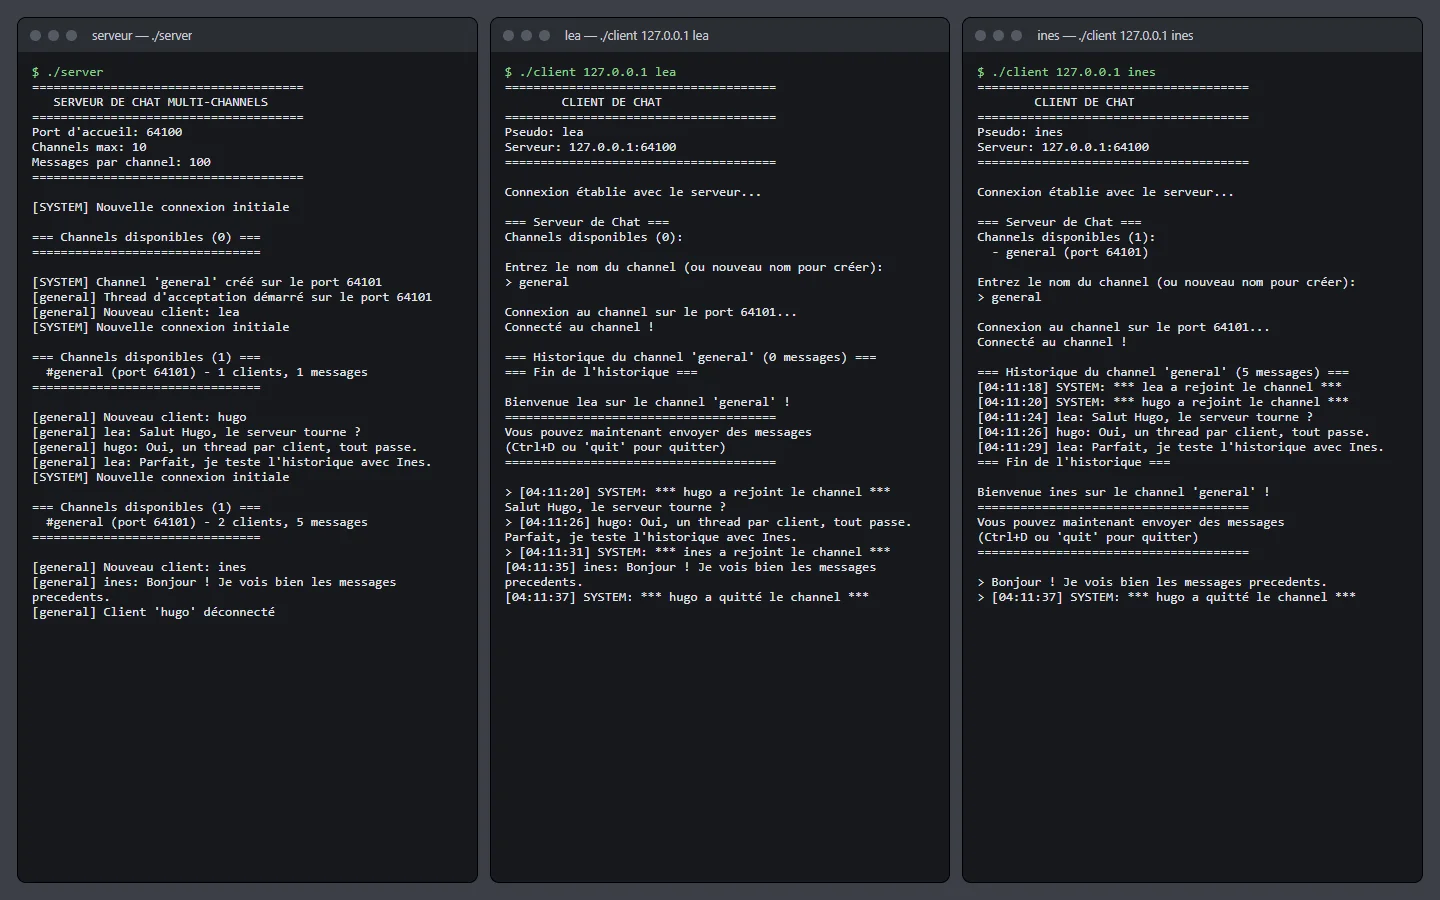 serveur — ./server
$ ./server
======================================
   SERVEUR DE CHAT MULTI-CHANNELS
======================================
Port d'accueil: 64100
Channels max: 10
Messages par channel: 100
======================================
[SYSTEM] Nouvelle connexion initiale
=== Channels disponibles (0) ===
================================
[SYSTEM] Channel 'general' créé sur le port 64101
[general] Thread d'acceptation démarré sur le port 64101
[general] Nouveau client: lea
[SYSTEM] Nouvelle connexion initiale
=== Channels disponibles (1) ===
  #general (port 64101) - 1 clients, 1 messages
================================
[general] Nouveau client: hugo
[general] lea: Salut Hugo, le serveur tourne ?
[general] hugo: Oui, un thread par client, tout passe.
[general] lea: Parfait, je teste l'historique avec Ines.
[SYSTEM] Nouvelle connexion initiale
=== Channels disponibles (1) ===
  #general (port 64101) - 2 clients, 5 messages
================================
[general] Nouveau client: ines
[general] ines: Bonjour ! Je vois bien les messages
precedents.
[general] Client 'hugo' déconnecté
lea — ./client 127.0.0.1 lea
$ ./client 127.0.0.1 lea
======================================
        CLIENT DE CHAT
======================================
Pseudo: lea
Serveur: 127.0.0.1:64100
======================================
Connexion établie avec le serveur...
=== Serveur de Chat ===
Channels disponibles (0):
Entrez le nom du channel (ou nouveau nom pour créer):
> general
Connexion au channel sur le port 64101...
Connecté au channel !
=== Historique du channel 'general' (0 messages) ===
=== Fin de l'historique ===
Bienvenue lea sur le channel 'general' !
======================================
Vous pouvez maintenant envoyer des messages
(Ctrl+D ou 'quit' pour quitter)
======================================
> [04:11:20] SYSTEM: *** hugo a rejoint le channel ***
Salut Hugo, le serveur tourne ?
> [04:11:26] hugo: Oui, un thread par client, tout passe.
Parfait, je teste l'historique avec Ines.
> [04:11:31] SYSTEM: *** ines a rejoint le channel ***
[04:11:35] ines: Bonjour ! Je vois bien les messages
precedents.
[04:11:37] SYSTEM: *** hugo a quitté le channel ***
ines — ./client 127.0.0.1 ines
$ ./client 127.0.0.1 ines
======================================
        CLIENT DE CHAT
======================================
Pseudo: ines
Serveur: 127.0.0.1:64100
======================================
Connexion établie avec le serveur...
=== Serveur de Chat ===
Channels disponibles (1):
  - general (port 64101)
Entrez le nom du channel (ou nouveau nom pour créer):
> general
Connexion au channel sur le port 64101...
Connecté au channel !
=== Historique du channel 'general' (5 messages) ===
[04:11:18] SYSTEM: *** lea a rejoint le channel ***
[04:11:20] SYSTEM: *** hugo a rejoint le channel ***
[04:11:24] lea: Salut Hugo, le serveur tourne ?
[04:11:26] hugo: Oui, un thread par client, tout passe.
[04:11:29] lea: Parfait, je teste l'historique avec Ines.
=== Fin de l'historique ===
Bienvenue ines sur le channel 'general' !
======================================
Vous pouvez maintenant envoyer des messages
(Ctrl+D ou 'quit' pour quitter)
======================================
> Bonjour ! Je vois bien les messages precedents.
> [04:11:37] SYSTEM: *** hugo a quitté le channel ***